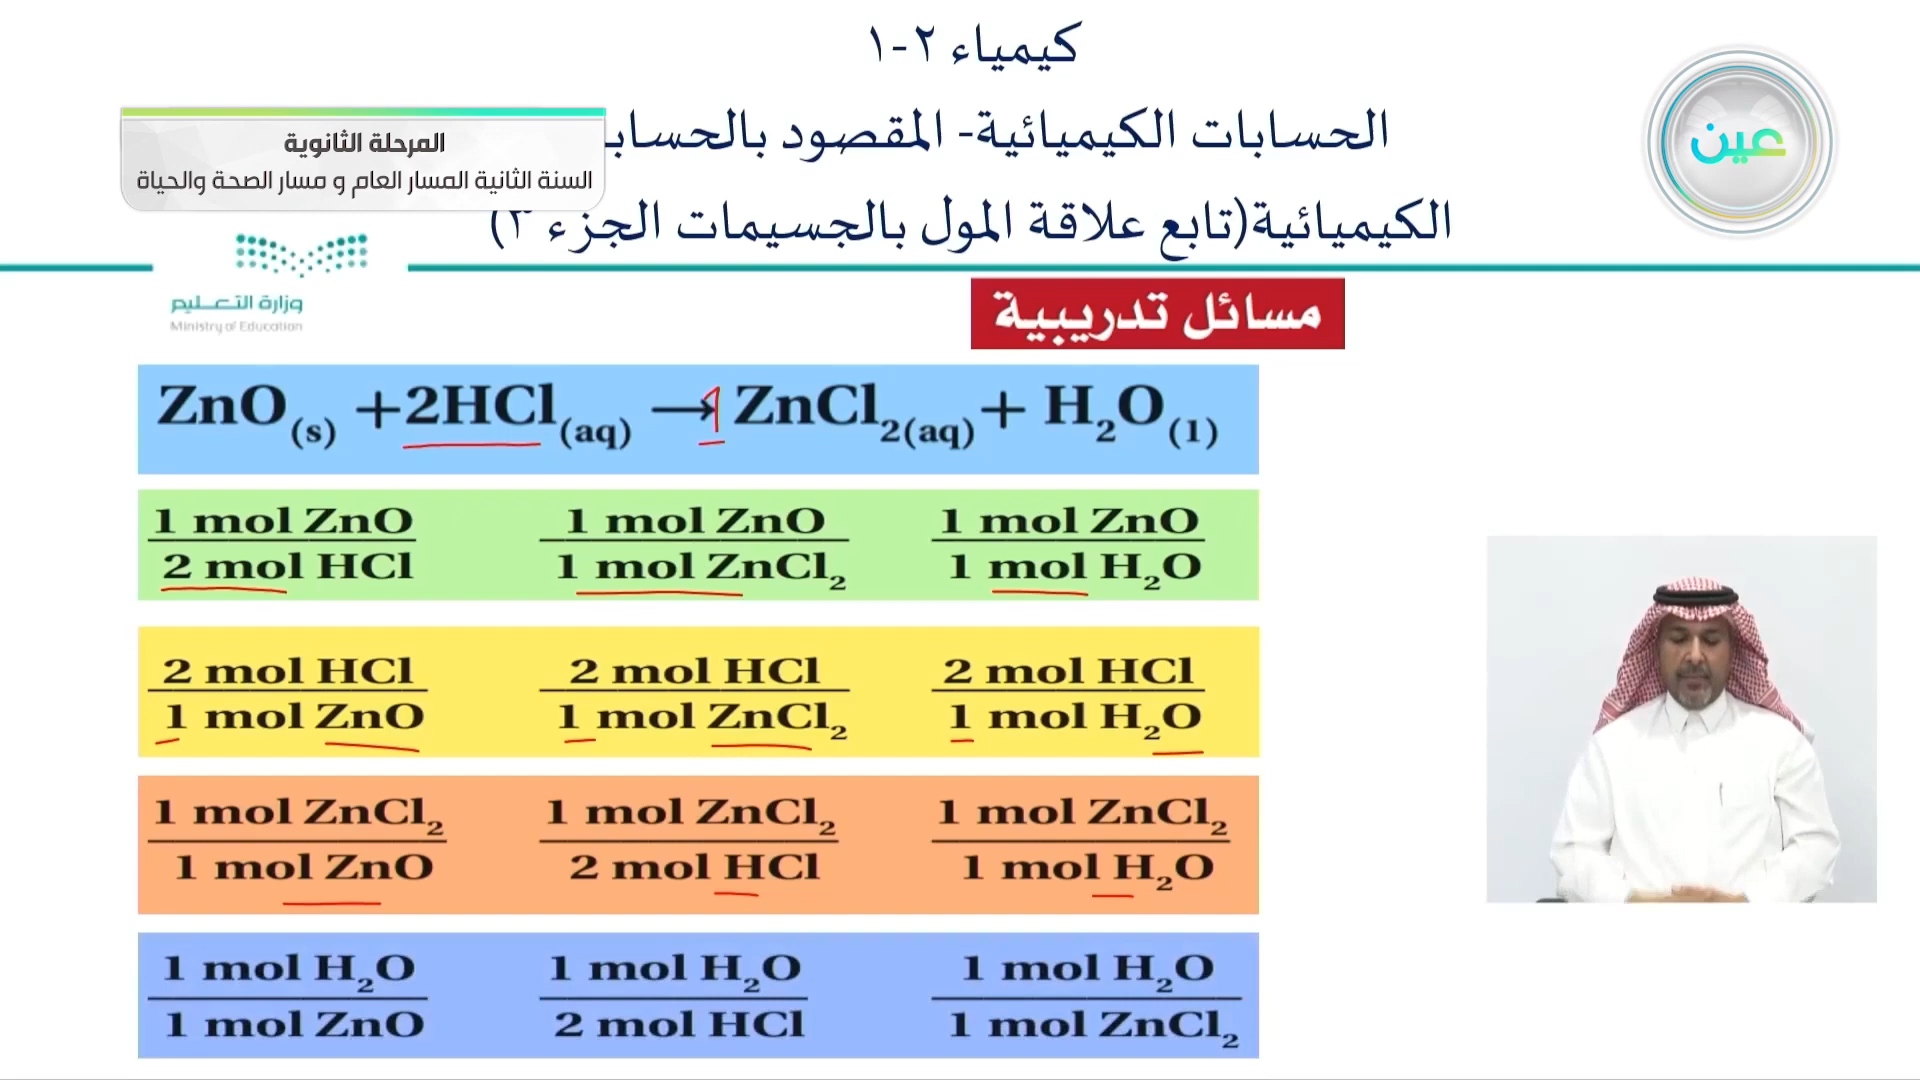 كيمياء ٢-١
الحسابات الكيميائية- المقصود بالحساب
الكيميائية(تابع علاقة المول بالجسيمات الجزء ٣)
المرحلة الثانوية
السنة الثانية المسار العام و مسار الصحة والحياة
عين
وزارة التعليم
Ministry of Education
مسائل تدريبية
ZnO(s) +2HCl(aq) →1 ZnCl₂(aq)+ H₂O(1)
1 mol ZnO 1 mol ZnO 1 mol ZnO
2 mol HCl 1 mol ZnCl₂ 1 mol H₂O
2 mol HCl 2 mol HCl 2 mol HCl
1 mol ZnO 1 mol ZnCl₂ 1 mol H₂O
1 mol ZnCl₂ 1 mol ZnCl₂ 1 mol ZnCl₂
1 mol ZnO 2 mol HCl 1 mol H₂O
1 mol H₂O 1 mol H₂O 1 mol H₂O
1 mol ZnO 2 mol HCl 1 mol ZnCl₂